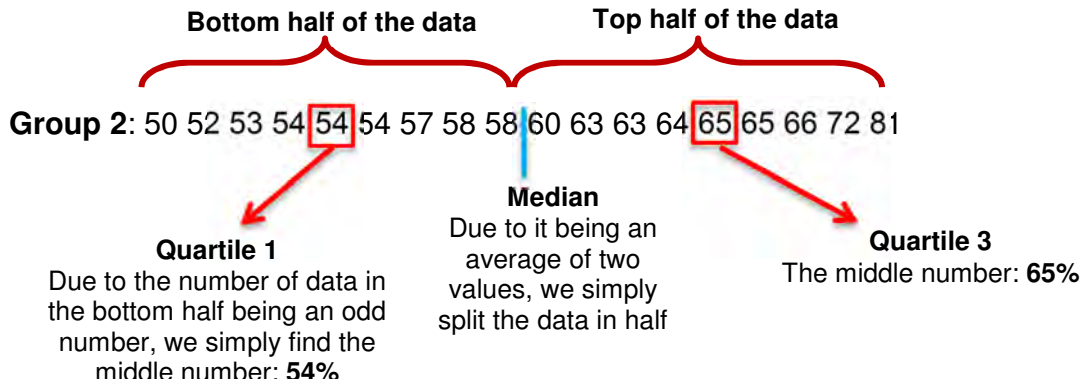 Bottom half of the data
Top half of the data
Group 2: 50 52 53 54 54 54 57 58 58 60 63 63 64 65 65 66 72 81
Median
Due to it being an
average of two
values, we simply
split the data in half
Quartile 1
Due to the number of data in
the bottom half being an odd
number, we simply find the
middle number: 54%
Quartile 3
The middle number: 65%